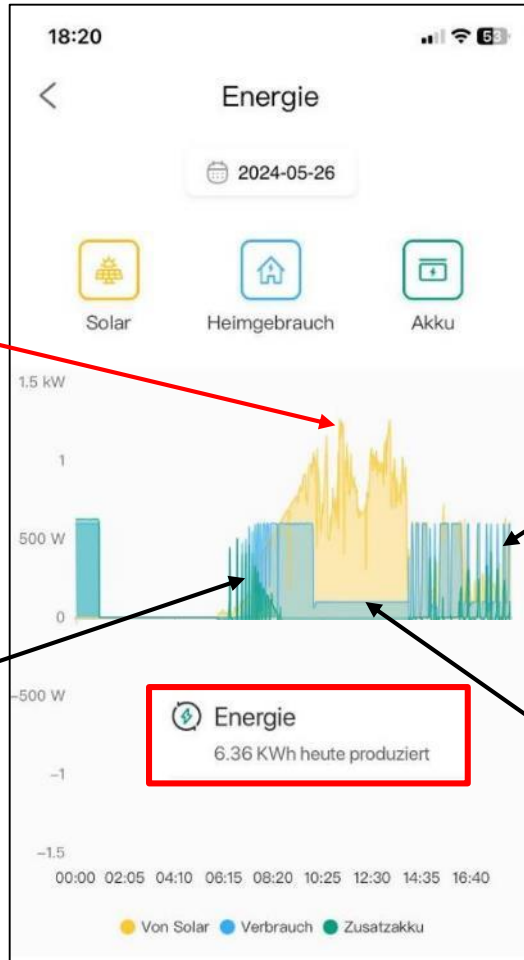 18:20
53
Energie
2024-05-26
Solar Heimgebrauch Akku
1.5 kW
1
500 W
0
-500 W
Energie
6.36 KWh heute produziert
-1
-1.5
00:00 02:05 04:10 06:15 08:20 10:25 12:30 14:35 16:40
Von Solar Verbrauch Zusatzakku